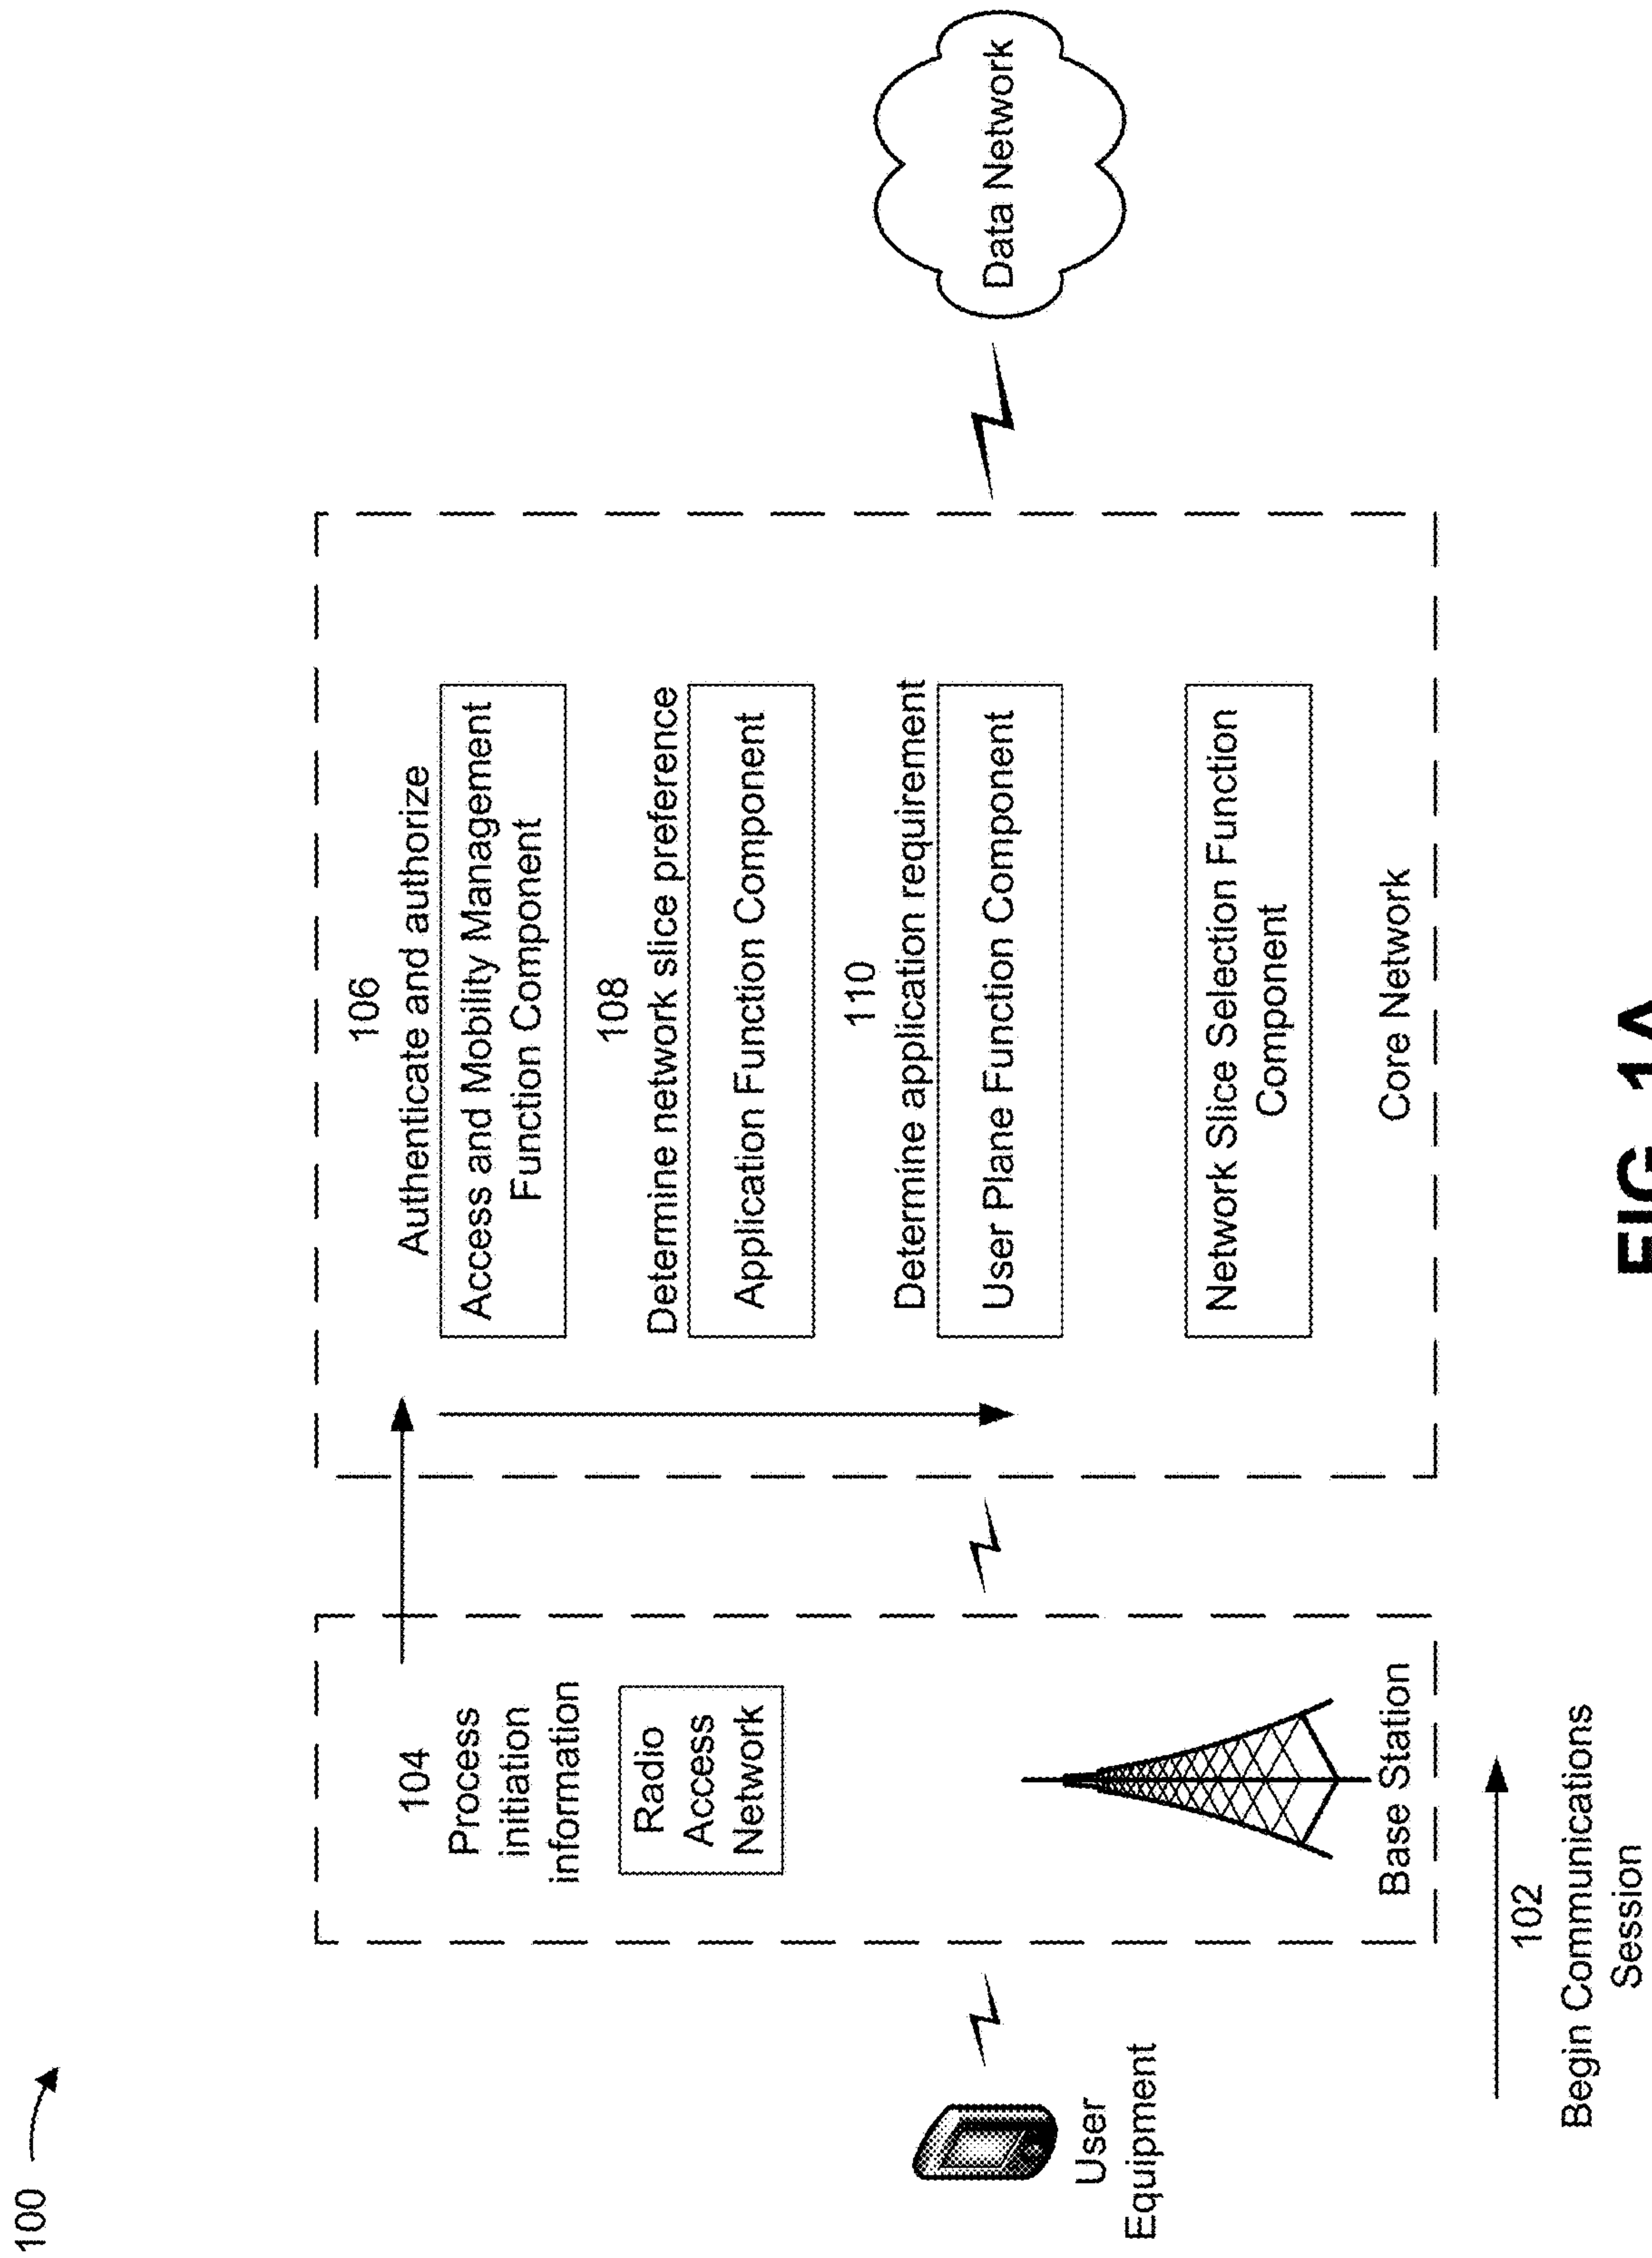 100
104
Process
initiation
information
Radio
Access
Network
Base Station
User
Equipment
102
Begin Communications
Session
106
Authenticate and authorize
Access and Mobility Management
Function Component
108
Determine network slice preference
Application Function Component
110
Determine application requirement
User Plane Function Component
Network Slice Selection Function
Component
Core Network
Data Network
FIG. 1A